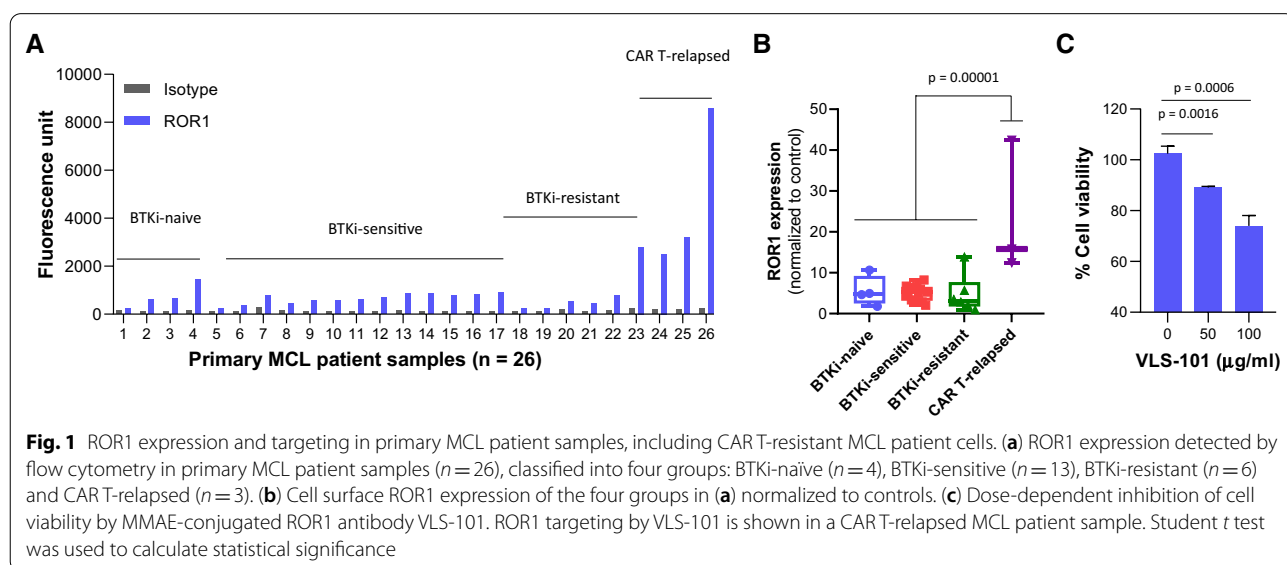 A
CAR T-relapsed
10000
8000
6000
4000
2000
0
Fluorescence unit
Isotype
ROR1
BTKi-naive
BTKi-sensitive
BTKi-resistant
1 2 3 4 5 6 7 8 9 10 11 12 13 14 15 16 17 18 19 20 21 22 23 24 25 26
Primary MCL patient samples (n = 26)
B
p = 0.00001
50
40
30
20
10
0
ROR1 expression
(normalized to control)
BTKi-naive
BTKi-sensitive
BTKi-resistant
CAR T-relapsed
C
p = 0.0006
p = 0.0016
120
100
80
60
40
% Cell viability
0 50 100
VLS-101 (μg/ml)
Fig. 1 ROR1 expression and targeting in primary MCL patient samples, including CAR T-resistant MCL patient cells. (a) ROR1 expression detected by
flow cytometry in primary MCL patient samples (n = 26), classified into four groups: BTKi-naïve (n = 4), BTKi-sensitive (n = 13), BTKi-resistant (n = 6)
and CAR T-relapsed (n = 3). (b) Cell surface ROR1 expression of the four groups in (a) normalized to controls. (c) Dose-dependent inhibition of cell
viability by MMAE-conjugated ROR1 antibody VLS-101. ROR1 targeting by VLS-101 is shown in a CAR T-relapsed MCL patient sample. Student t test
was used to calculate statistical significance